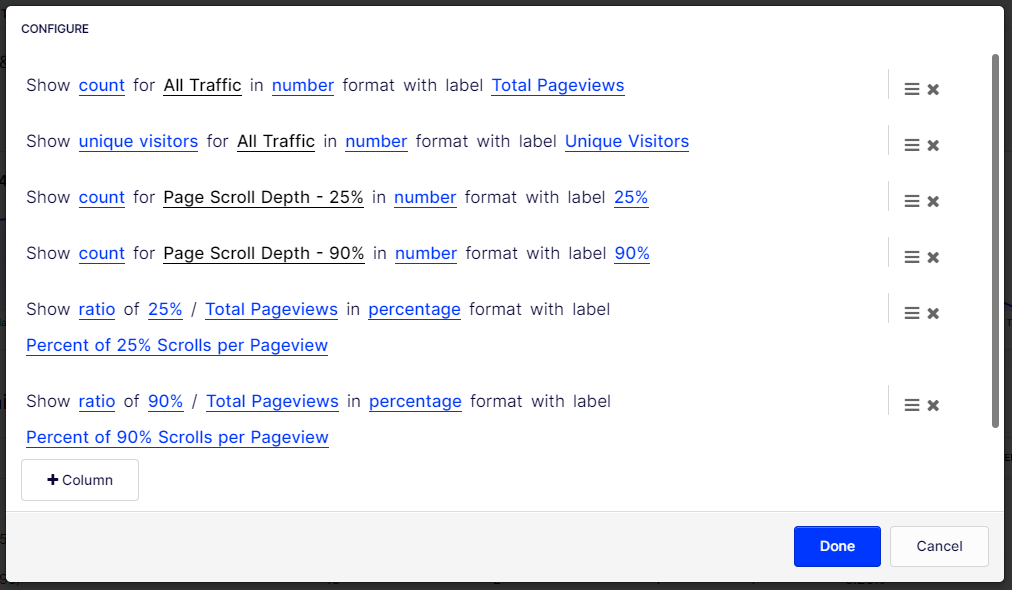 CONFIGURE
Show count for All Traffic in number format with label Total Pageviews
Show unique visitors for All Traffic in number format with label Unique Visitors
Show count for Page Scroll Depth - 25% in number format with label 25%
Show count for Page Scroll Depth - 90% in number format with label 90%
Show ratio of 25% / Total Pageviews in percentage format with label
Percent of 25% Scrolls per Pageview
Show ratio of 90% / Total Pageviews in percentage format with label
Percent of 90% Scrolls per Pageview
+ Column
Done Cancel